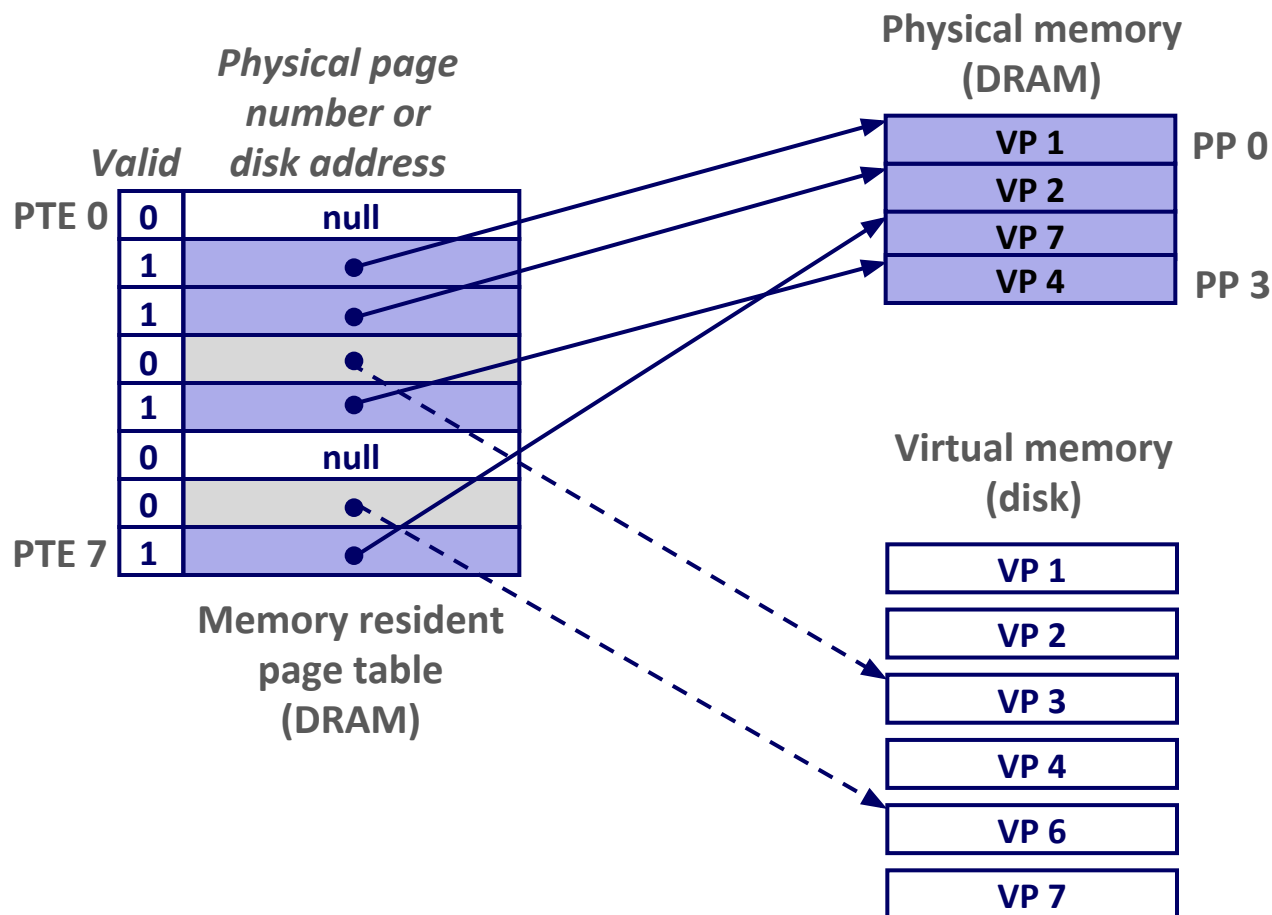 Physical page
number or
disk address
Valid
PTE 0
0
null
1
1
0
1
0
null
0
PTE 7
1
Memory resident
page table
(DRAM)
Physical memory
(DRAM)
VP 1
PP 0
VP 2
VP 7
VP 4
PP 3
Virtual memory
(disk)
VP 1
VP 2
VP 3
VP 4
VP 6
VP 7